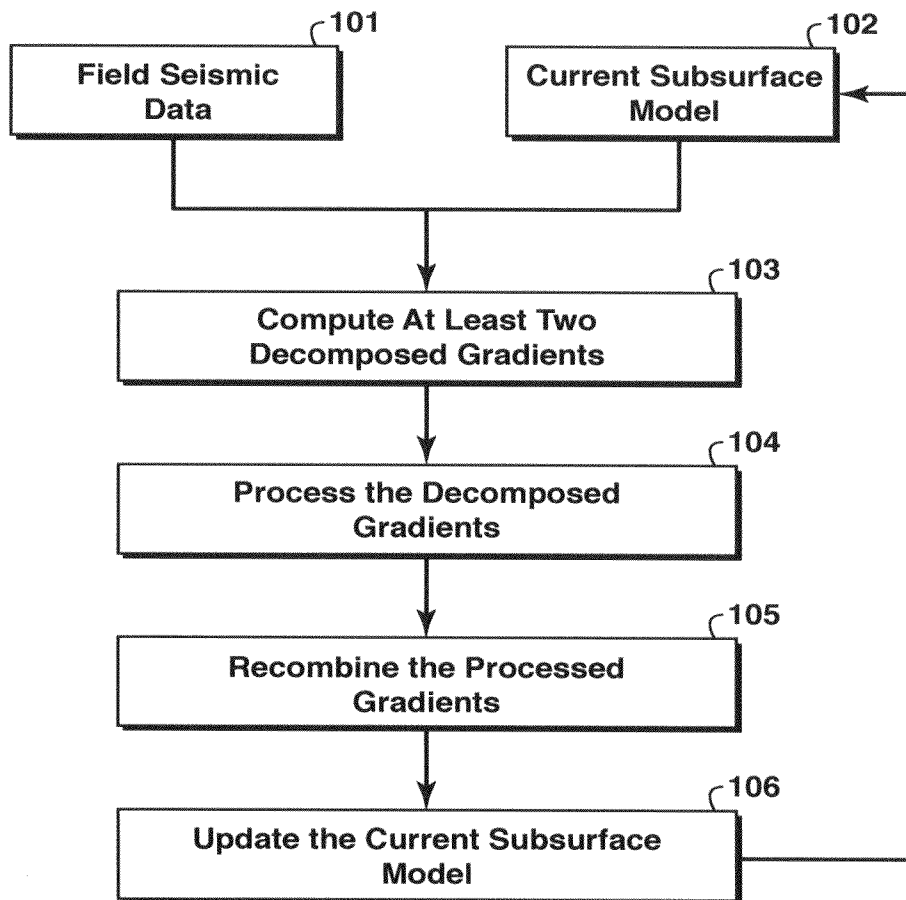 101
Field Seismic
Data
102
Current Subsurface
Model
103
Compute At Least Two
Decomposed Gradients
104
Process the Decomposed
Gradients
105
Recombine the Processed
Gradients
106
Update the Current Subsurface
Model